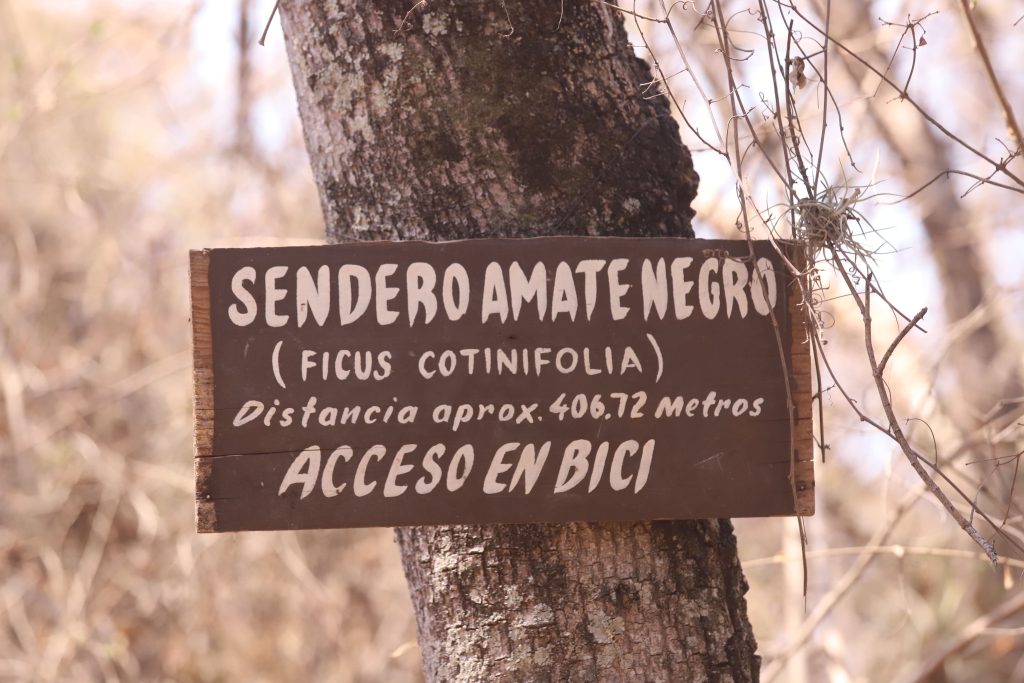 SENDERO AMATE NEGRO
(FICUS COTINIFOLIA)
Distancia aprox. 406.72 Metros
ACCESO EN BICI